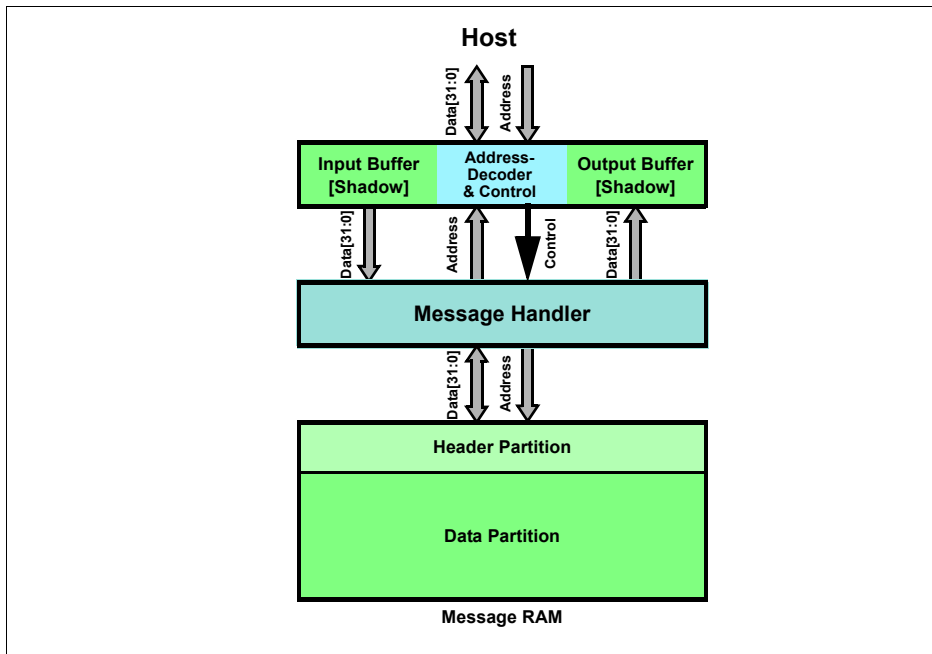 Host
Data[31:0]
Address
Input Buffer
[Shadow]
Address-
Decoder
& Control
Output Buffer
[Shadow]
Data[31:0]
Address
Control
Data[31:0]
Message Handler
Data[31:0]
Address
Header Partition
Data Partition
Message RAM